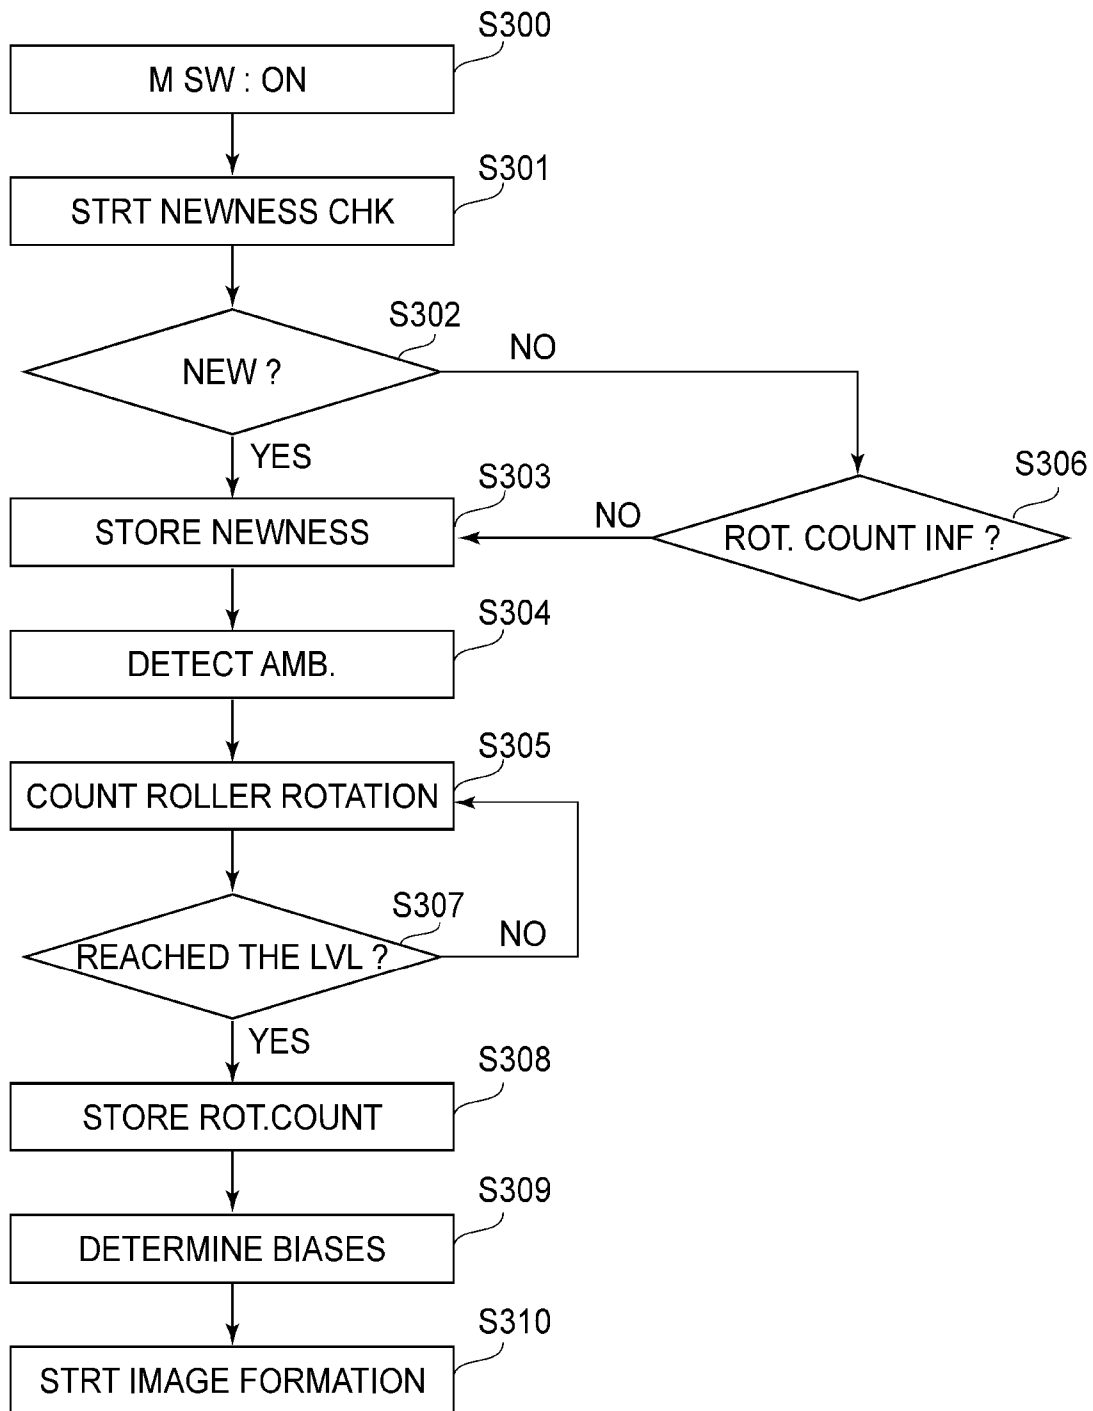 S300
M SW : ON
S301
STRT NEWNESS CHK
S302
NEW ?
NO
YES
S303
STORE NEWNESS
S306
NO
ROT. COUNT INF ?
S304
DETECT AMB.
S305
COUNT ROLLER ROTATION
S307
REACHED THE LVL ?
NO
YES
S308
STORE ROT.COUNT
S309
DETERMINE BIASES
S310
STRT IMAGE FORMATION